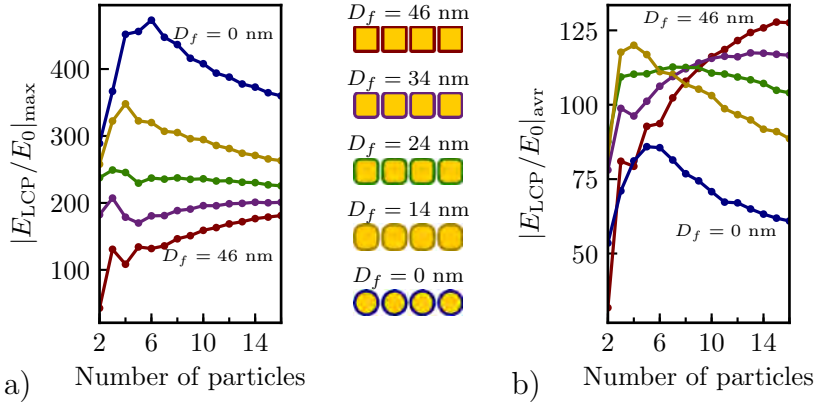 |E_LCP/E_0|_max
400
300
200
100
D_f = 0 nm
D_f = 46 nm
2
6
10
14
Number of particles
a)
D_f = 46 nm
D_f = 34 nm
D_f = 24 nm
D_f = 14 nm
D_f = 0 nm
|E_LCP/E_0|_avr
125
100
75
50
D_f = 46 nm
D_f = 0 nm
2
6
10
14
Number of particles
b)